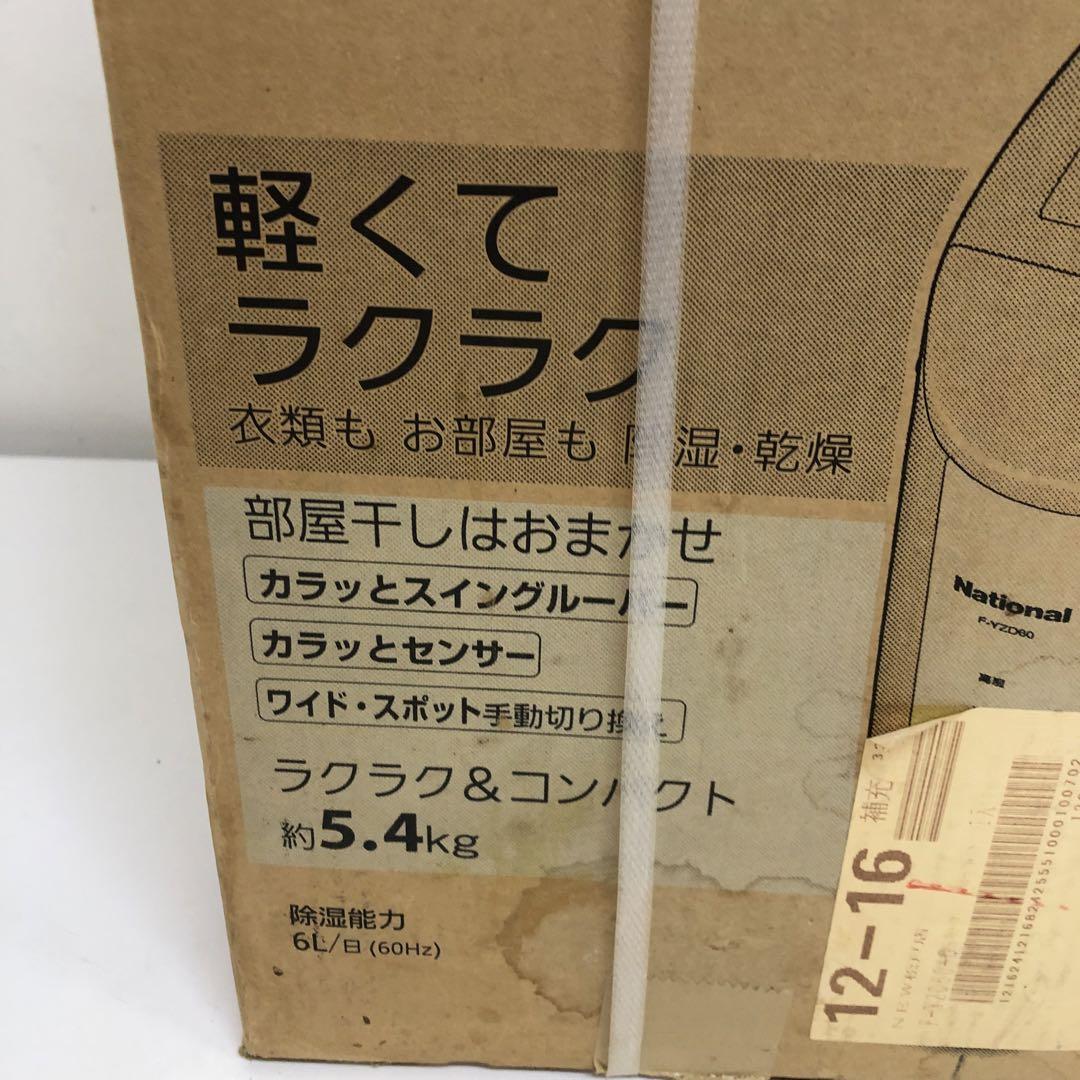 軽くて
ラクラク
衣類も お部屋も 除湿・乾燥
部屋干しはおまかせ
カラッとスイングルーバー
カラッとセンサー
ワイド・スポット手動切り換え
ラクラク&コンパクト
約5.4kg
除湿能力
6L/日(60Hz)
National
F-YZD60
補充
12-16